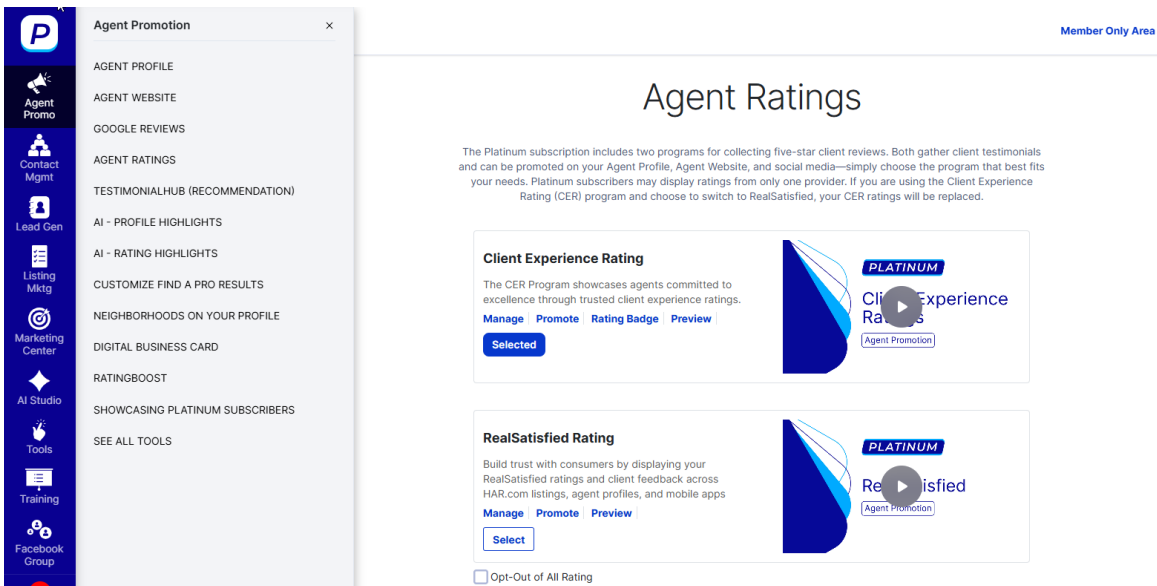 P
Agent
Promo
Contact
Mgmt
Lead Gen
Listing
Mktg
Marketing
Center
AI Studio
Tools
Training
Facebook
Group
Agent Promotion ×
AGENT PROFILE
AGENT WEBSITE
GOOGLE REVIEWS
AGENT RATINGS
TESTIMONIALHUB (RECOMMENDATION)
AI - PROFILE HIGHLIGHTS
AI - RATING HIGHLIGHTS
CUSTOMIZE FIND A PRO RESULTS
NEIGHBORHOODS ON YOUR PROFILE
DIGITAL BUSINESS CARD
RATINGBOOST
SHOWCASING PLATINUM SUBSCRIBERS
SEE ALL TOOLS
Member Only Area
Agent Ratings
The Platinum subscription includes two programs for collecting five-star client reviews. Both gather client testimonials
and can be promoted on your Agent Profile, Agent Website, and social media—simply choose the program that best fits
your needs. Platinum subscribers may display ratings from only one provider. If you are using the Client Experience
Rating (CER) program and choose to switch to RealSatisfied, your CER ratings will be replaced.
Client Experience Rating
The CER Program showcases agents committed to
excellence through trusted client experience ratings.
Manage Promote Rating Badge Preview
Selected
PLATINUM
Experience
Agent Promotion
RealSatisfied Rating
Build trust with consumers by displaying your
RealSatisfied ratings and client feedback across
HAR.com listings, agent profiles, and mobile apps
Manage Promote Preview
Select
PLATINUM
Agent Promotion
Opt-Out of All Rating